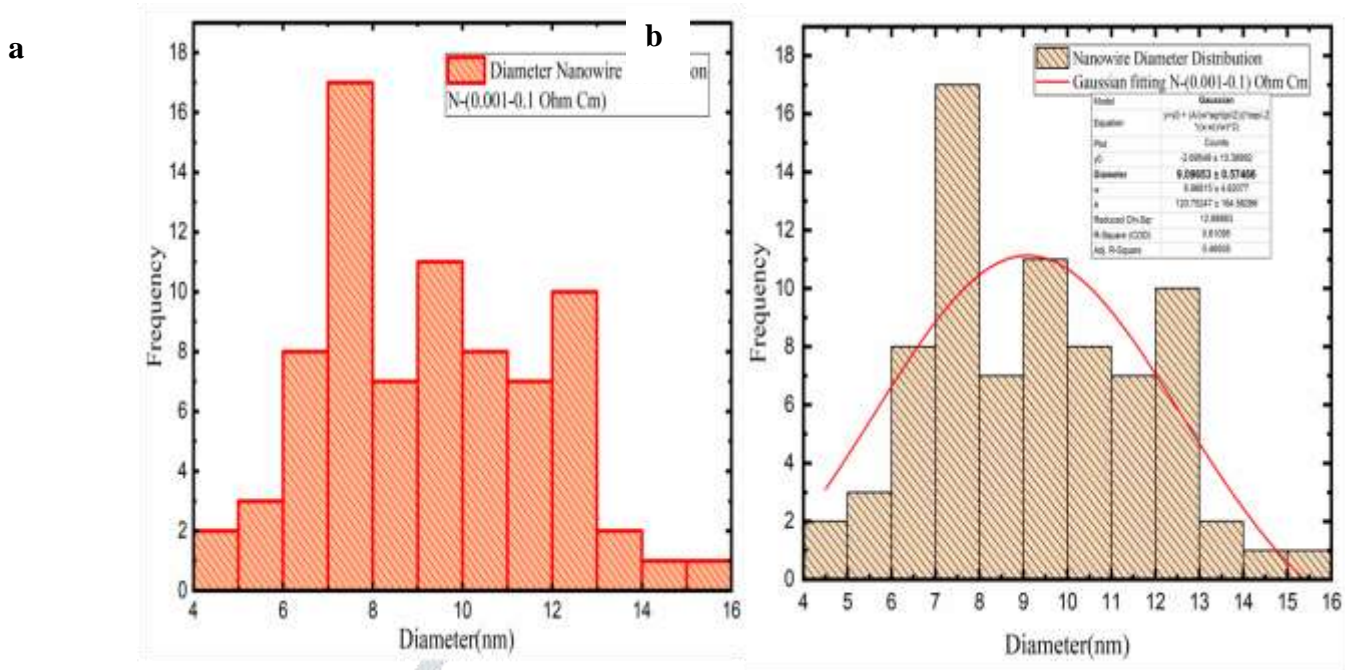 a
b
18
16
14
12
10
8
6
4
2
0
Frequency
Diameter Nanowire
on
N-(0.001-0.1 Ohm Cm)
4 6 8 10 12 14 16
Diameter(nm)
18
16
14
12
10
8
6
4
2
0
Frequency
Nanowire Diameter Distribution
Gaussian fitting N-(0.001-0.1) Ohm Cm
Model Gaussian
Equation
Plot Counts
y0
Diameter 9.09653 ± 0.57466
w
A
Reduced Chi-Sqr
R-Square (COD)
Adj. R-Square
4 5 6 7 8 9 10 11 12 13 14 15 16
Diameter(nm)